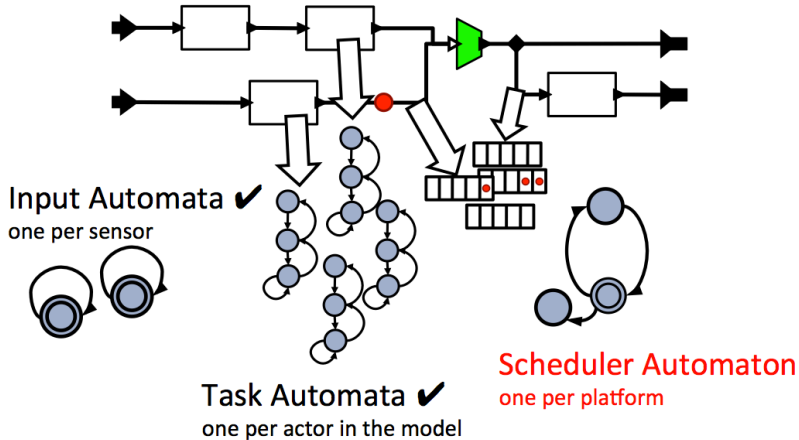 Input Automata ✔
one per sensor
Task Automata ✔
one per actor in the model
Scheduler Automaton
one per platform